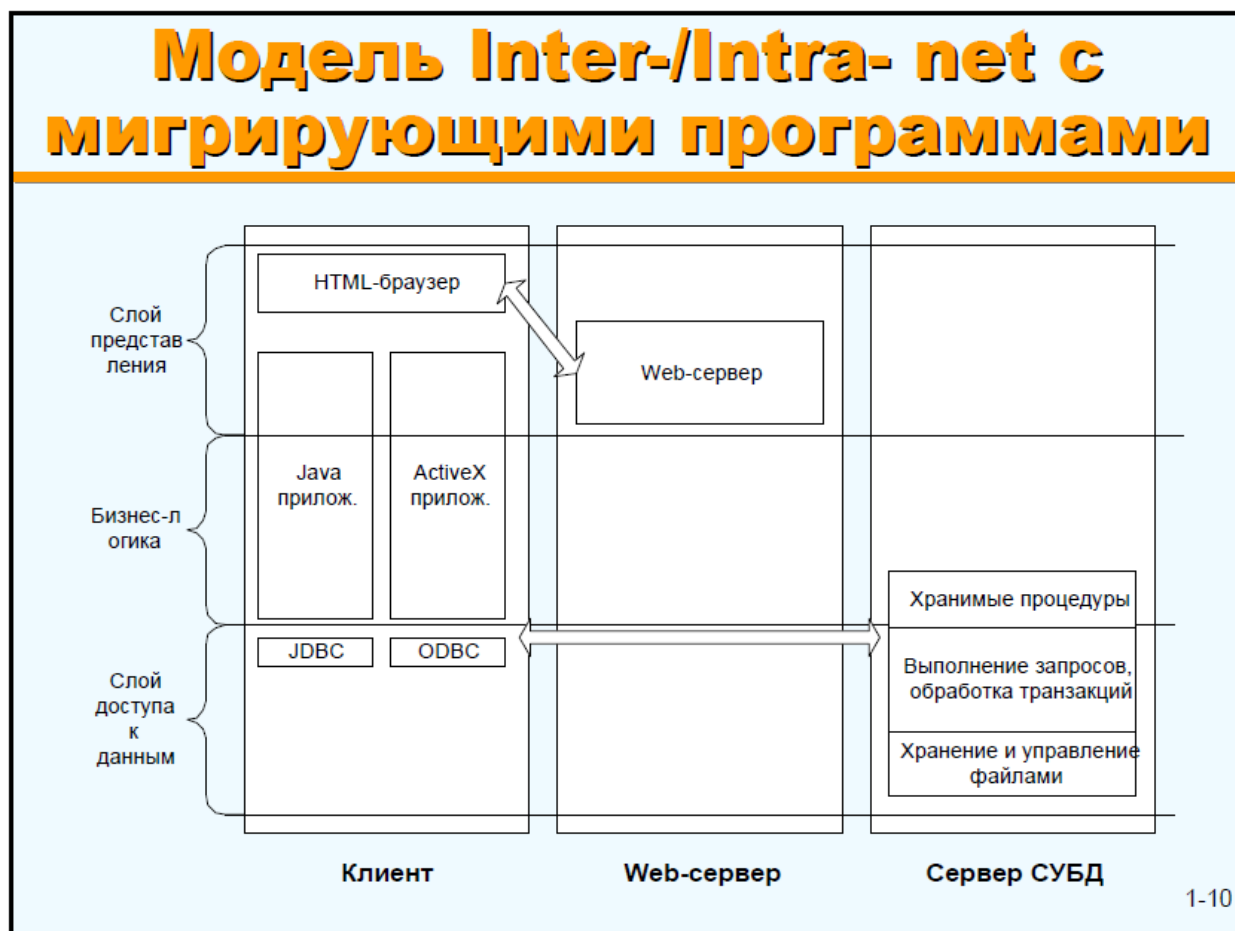 Модель Inter-/Intra- net с
мигрирующими программами
Слой
представ
ления
Бизнес-л
огика
Слой
доступа
к
данным
HTML-браузер
Java
прилож.
ActiveX
прилож.
JDBC
ODBC
Web-сервер
Хранимые процедуры
Выполнение запросов,
обработка транзакций
Хранение и управление
файлами
Клиент
Web-сервер
Сервер СУБД
1-10